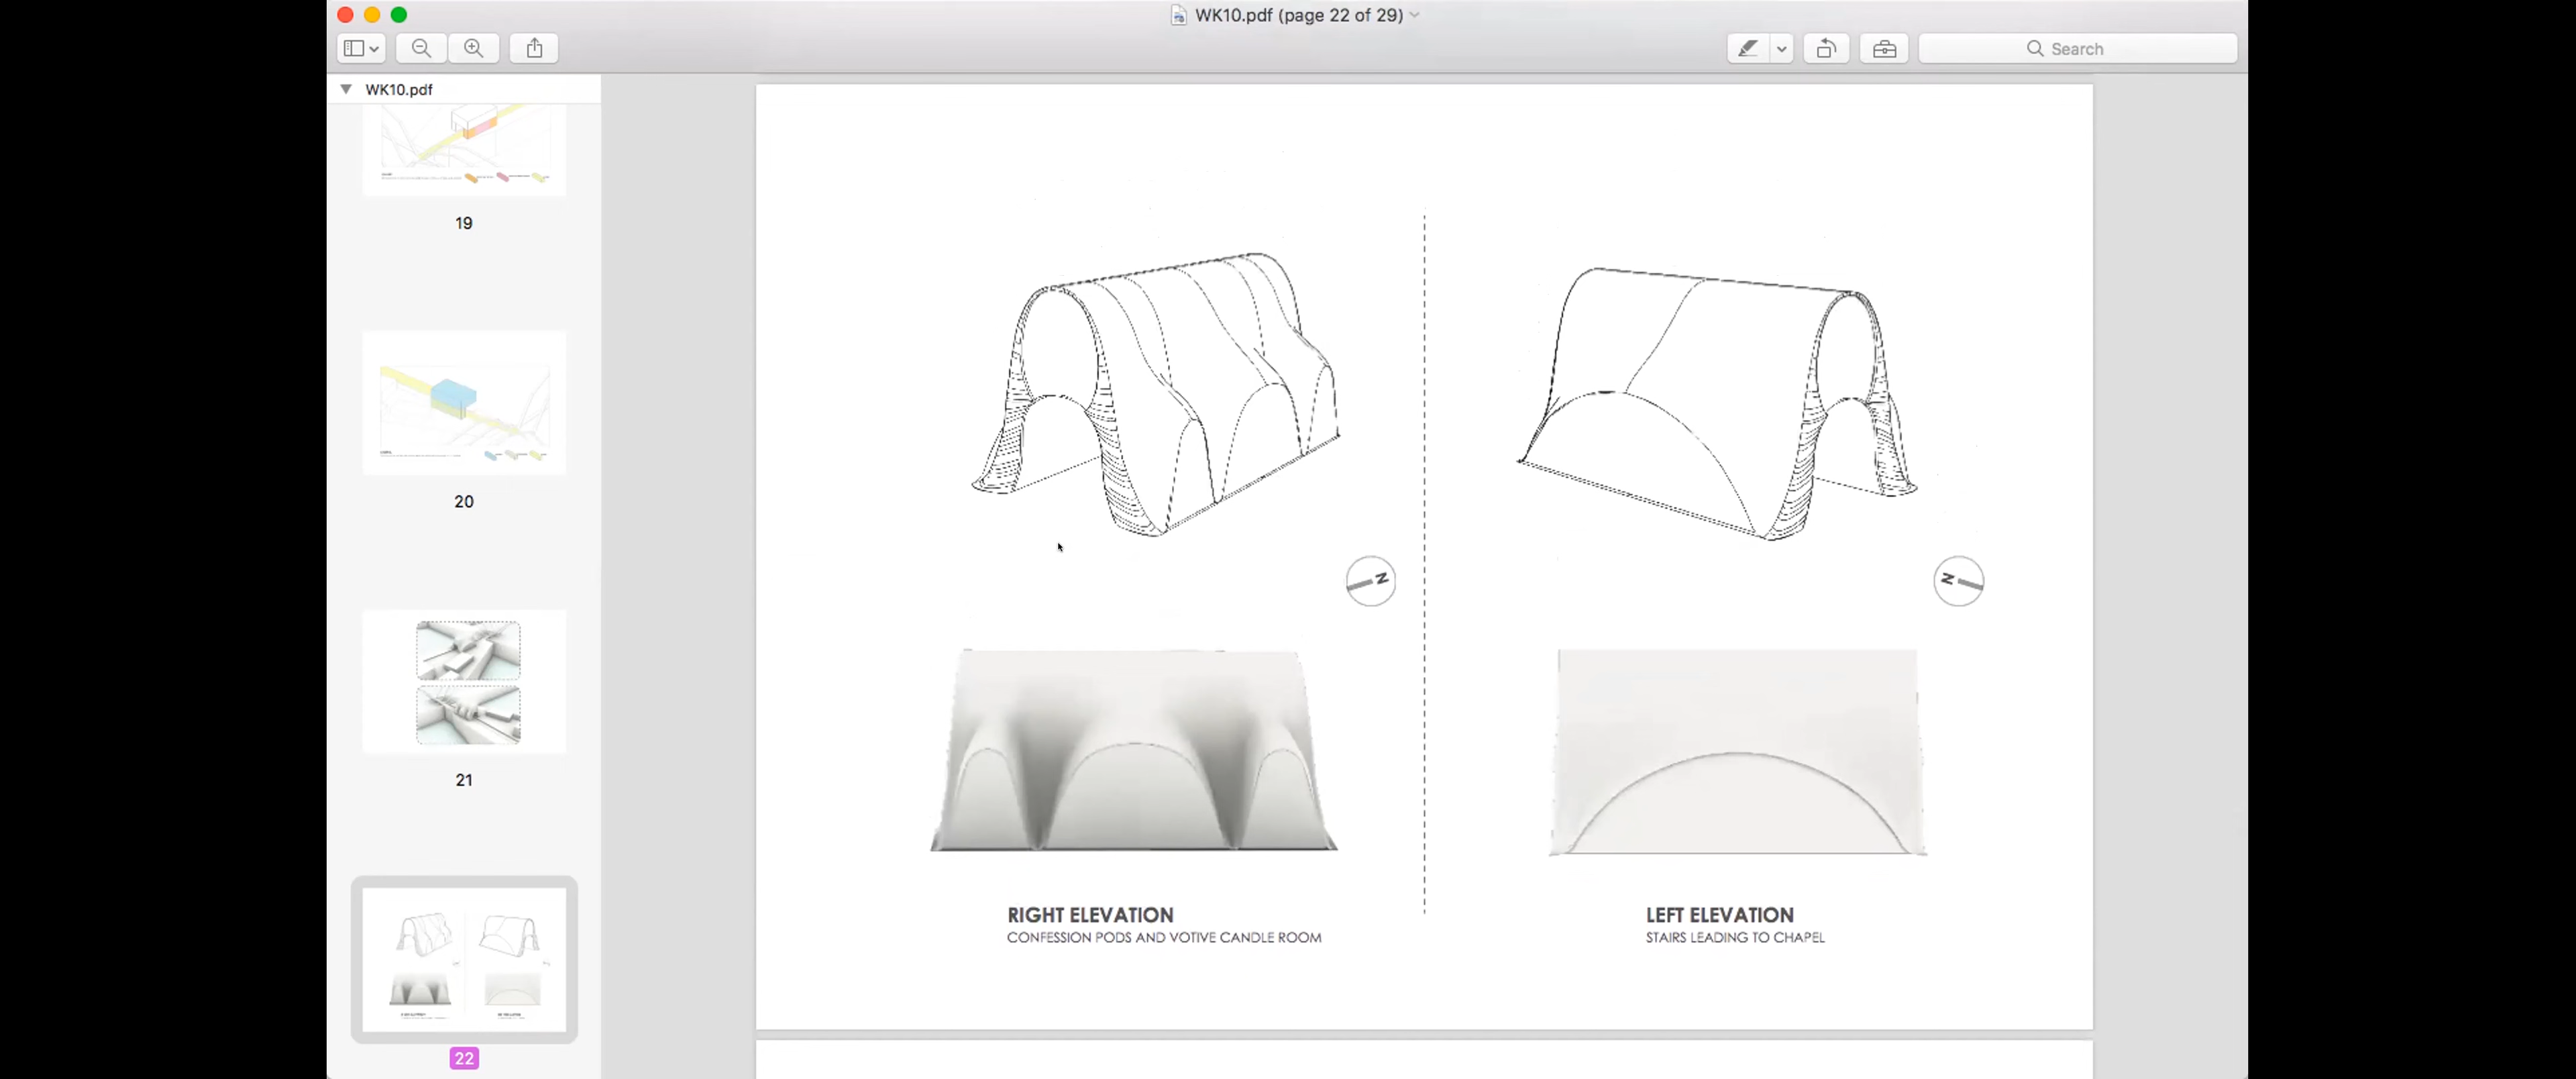 WK10.pdf (page 22 of 29)
Search
WK10.pdf
19
20
21
22
N
N
RIGHT ELEVATION
CONFESSION PODS AND VOTIVE CANDLE ROOM
LEFT ELEVATION
STAIRS LEADING TO CHAPEL